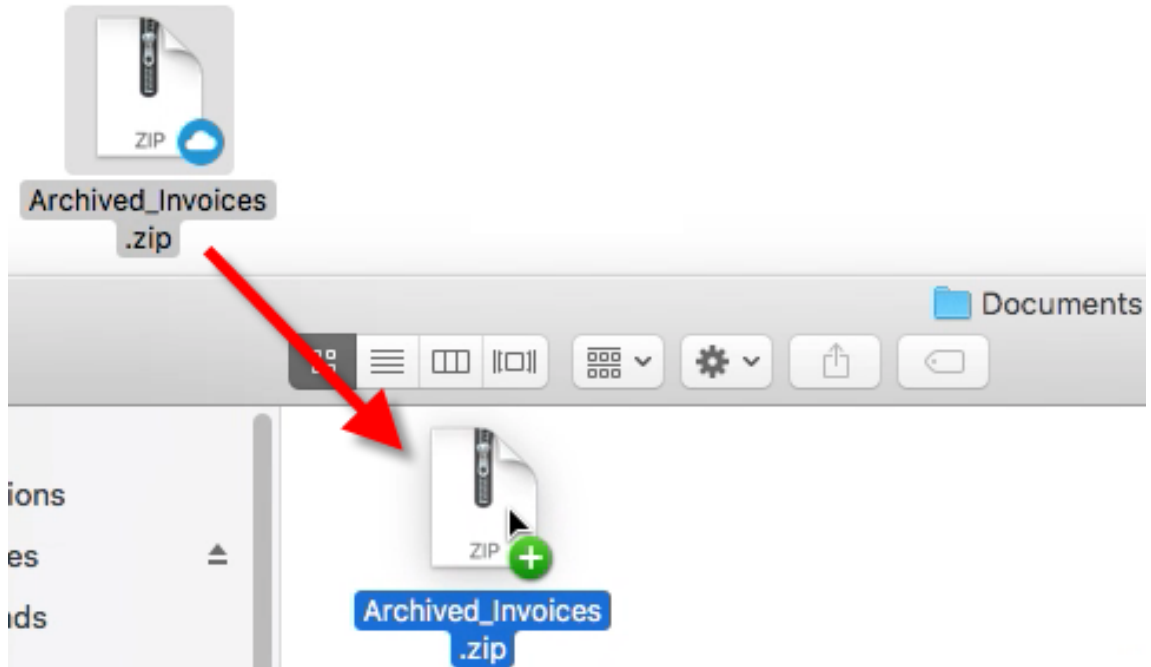 ZIP
Archived_Invoices
.zip
Documents
ions
es
ds
ZIP
Archived_Invoices
.zip